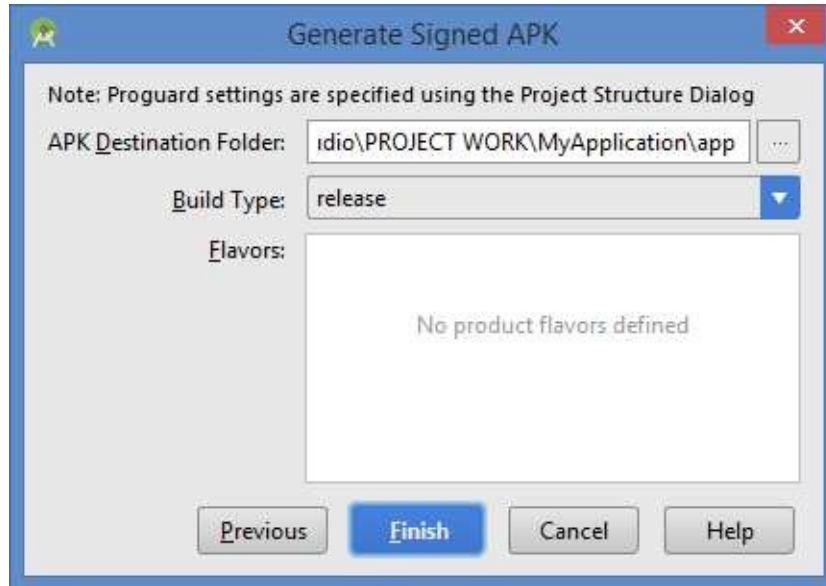 Generate Signed APK
Note: Proguard settings are specified using the Project Structure Dialog
APK Destination Folder: ıdio\PROJECT WORK\MyApplication\app ...
Build Type: release
Flavors:
No product flavors defined
Previous Finish Cancel Help